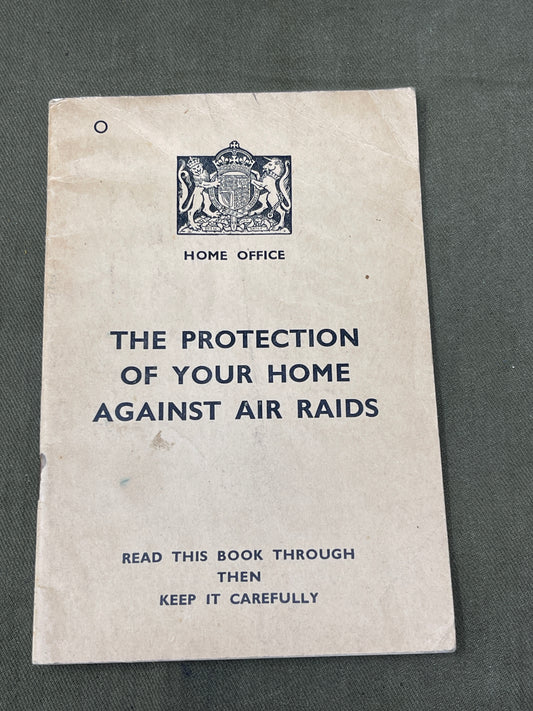 HOME OFFICE
THE PROTECTION
OF YOUR HOME
AGAINST AIR RAIDS
READ THIS BOOK THROUGH
THEN
KEEP IT CAREFULLY